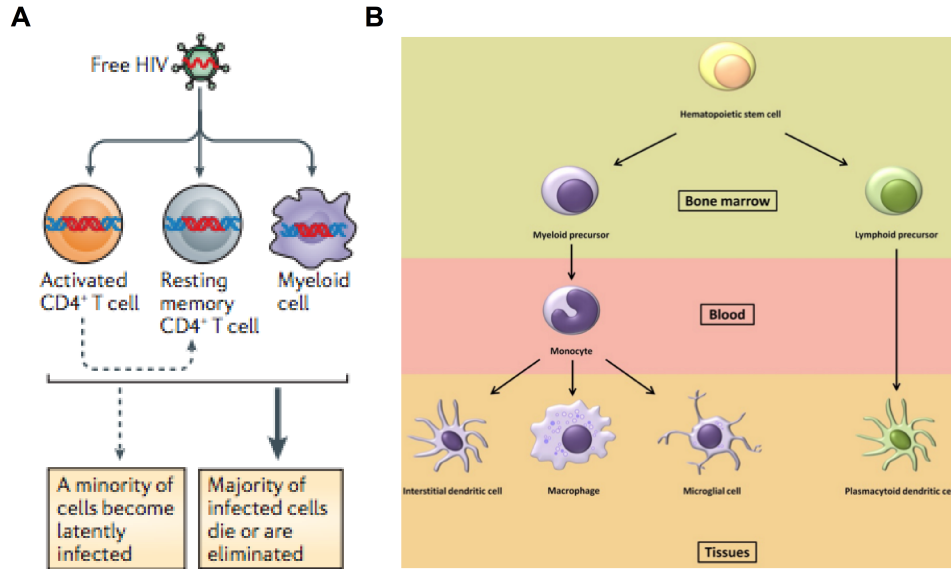 A
Free HIV
Activated
CD4⁺ T cell
Resting
memory
CD4⁺ T cell
Myeloid
cell
A minority of
cells become
latently
infected
Majority of
infected cells
die or are
eliminated
B
Hematopoietic stem cell
Myeloid precursor
Bone marrow
Lymphoid precursor
Blood
Monocyte
Interstitial dendritic cell
Macrophage
Microglial cell
Plasmacytoid dendritic ce
Tissues